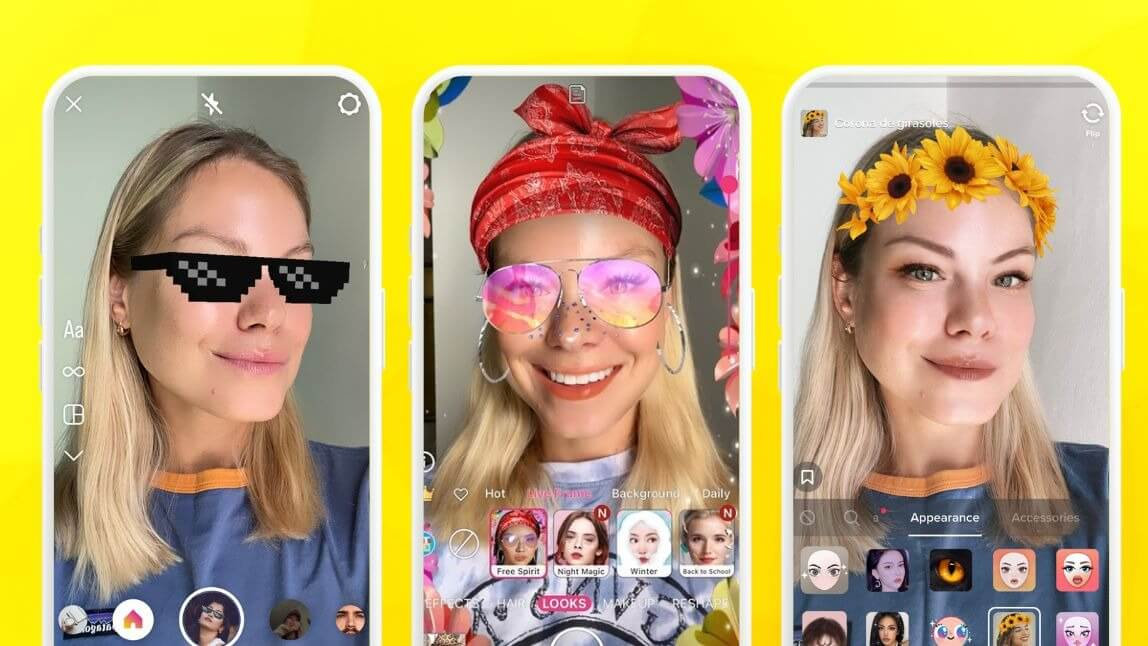 Aa
Hot Live Frame Background Daily
N
N
Free Spirit
Night Magic
Winter
Back to School
EFFECTS HAIR LOOKS MAKEUP RESHAPE
Corona de girasoles
Flip
Appearance Accessories